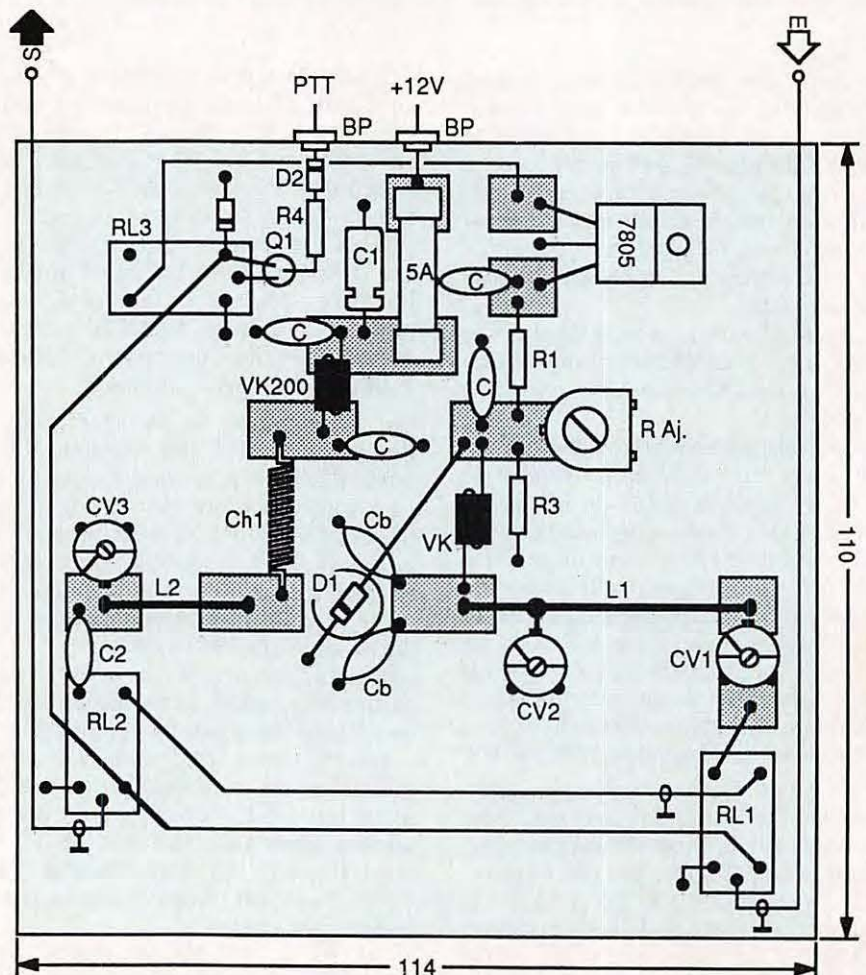 S
E
PTT
+12V
BP
BP
D2
R4
Q1
RL3
C1
5A
C
7805
C
VK200
C
R1
C
R Aj.
Ch1
Cb
VK
R3
CV3
D1
L2
L1
C2
Cb
CV2
CV1
RL2
RL1
110
114